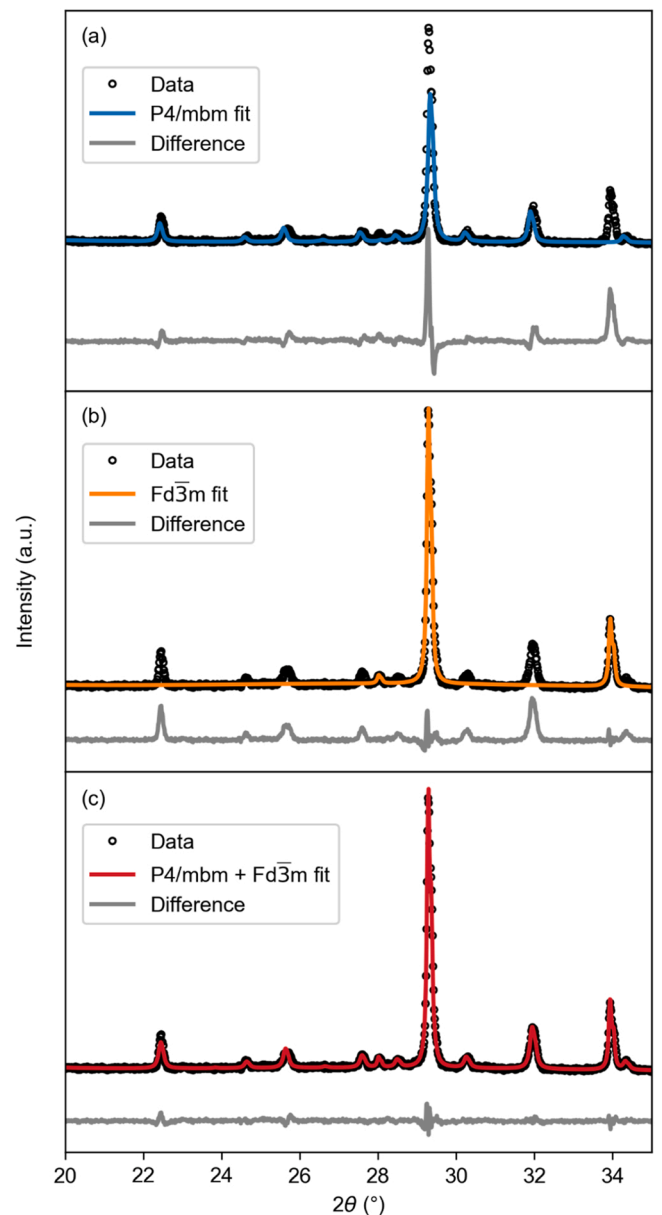 (a)
Data
P4/mbm fit
Difference
(b)
Data
Fd3̅m fit
Difference
Intensity (a.u.)
(c)
Data
P4/mbm + Fd3̅m fit
Difference
20 22 24 26 28 30 32 34
2θ (°)